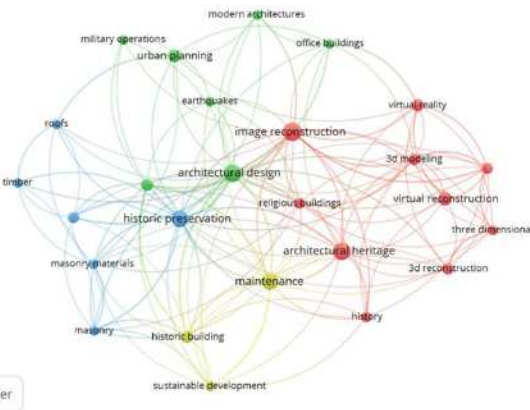 modern architectures
military operations
office buildings
urban planning
earthquakes
virtual reality
roofs
image reconstruction
3d modeling
architectural design
timber
religious buildings
virtual reconstruction
historic preservation
three dimensiona
architectural heritage
masonry materials
3d reconstruction
maintenance
history
masonry
historic building
sustainable development
er